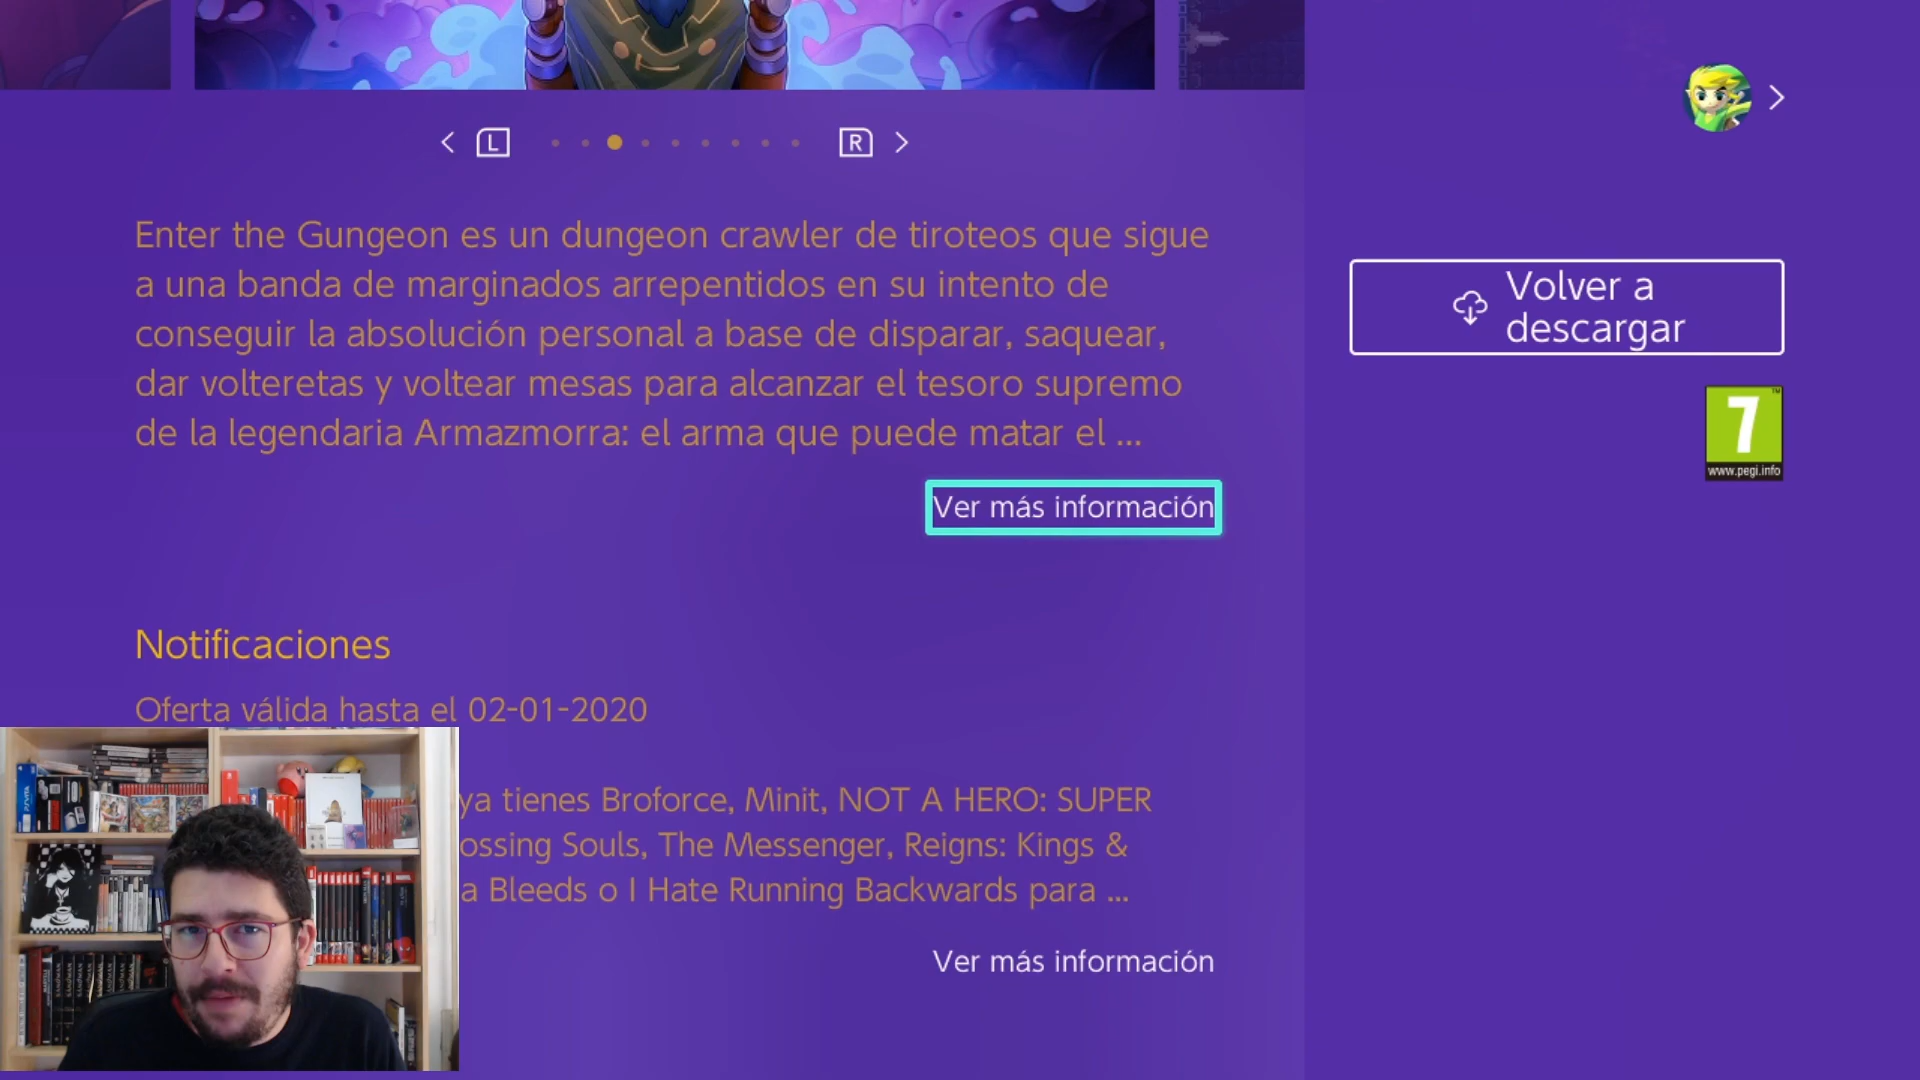 L
R
Enter the Gungeon es un dungeon crawler de tiroteos que sigue
a una banda de marginados arrepentidos en su intento de
conseguir la absolución personal a base de disparar, saquear,
dar volteretas y voltear mesas para alcanzar el tesoro supremo
de la legendaria Armazmorra: el arma que puede matar el ...
Ver más información
Volver a
descargar
7
www.pegi.info
Notificaciones
Oferta válida hasta el 02-01-2020
ya tienes Broforce, Minit, NOT A HERO: SUPER
ossing Souls, The Messenger, Reigns: Kings &
a Bleeds o I Hate Running Backwards para ...
Ver más información